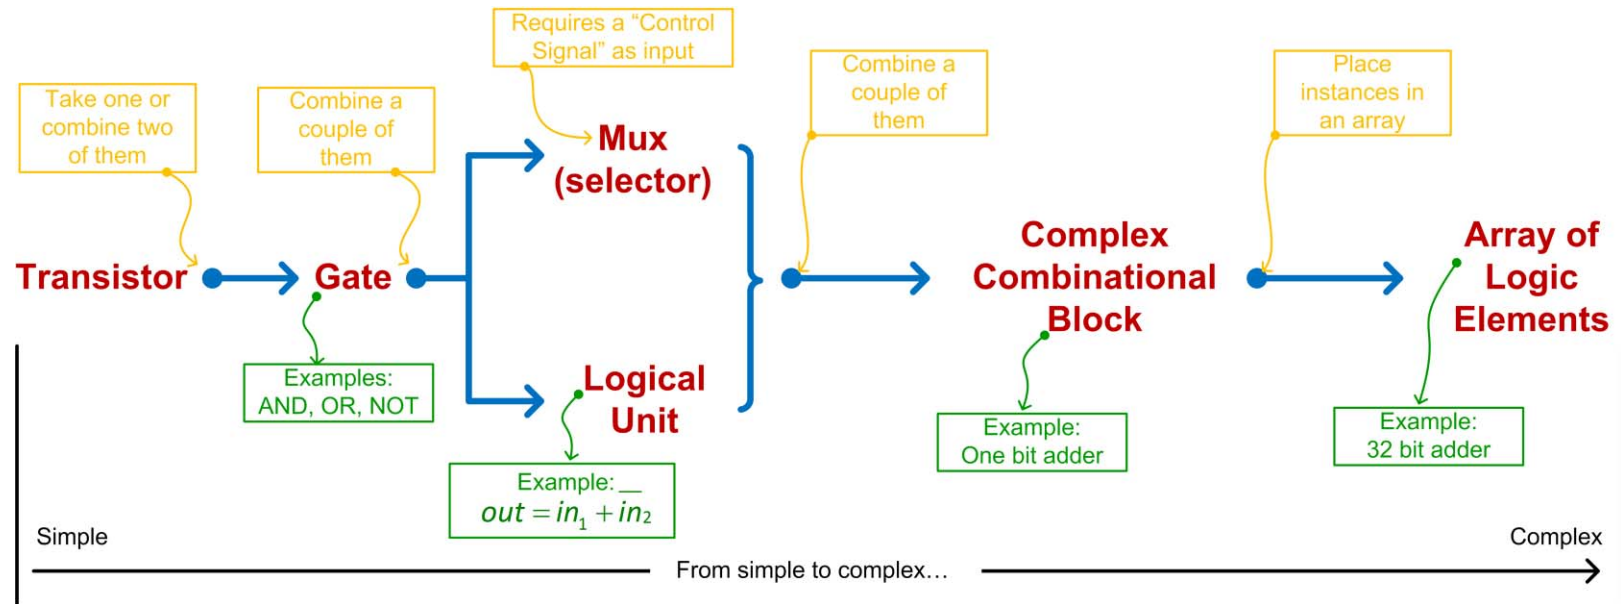 Requires a “Control
Signal” as input
Take one or
combine two
of them
Combine a
couple of
them
Combine a
couple of
them
Place
instances in
an array
Mux
(selector)
Transistor
Gate
Complex
Combinational
Block
Array of
Logic
Elements
Logical
Unit
Examples:
AND, OR, NOT
Example: __
out = in₁ + in₂
Example:
One bit adder
Example:
32 bit adder
Simple
Complex
From simple to complex...